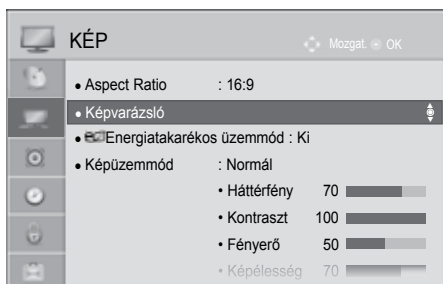 KÉP
Mozgat. OK
• Aspect Ratio : 16:9
• Képvarázsló
• Energiatakarékos üzemmód : Ki
• Képüzemmód : Normál
• Háttérfény 70
• Kontraszt 100
• Fényerő 50
• Képélesség 70